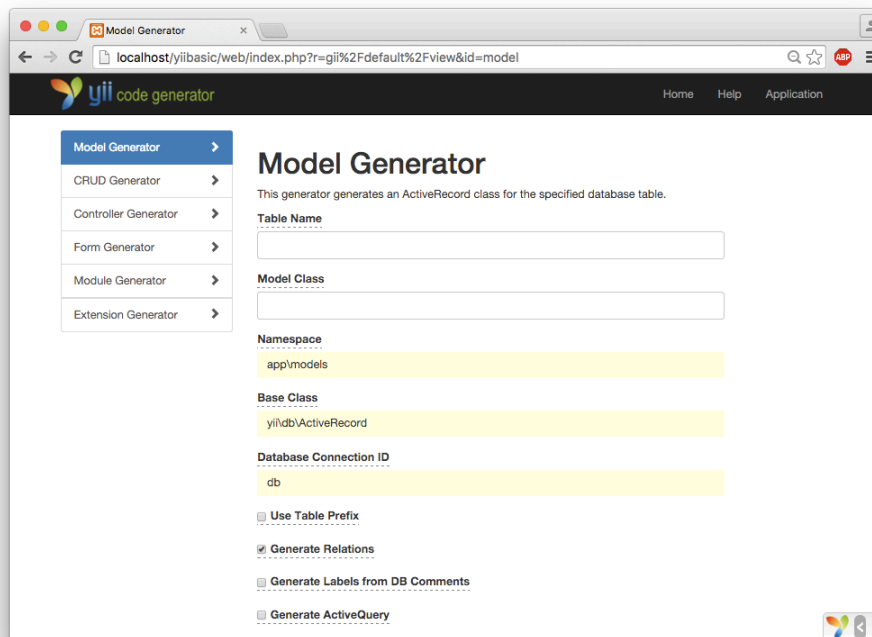 Model Generator
localhost/yiibasic/web/index.php?r=gii%2Fdefault%2Fview&id=model
ABP
yii code generator
Home Help Application
Model Generator
CRUD Generator
Controller Generator
Form Generator
Module Generator
Extension Generator
Model Generator
This generator generates an ActiveRecord class for the specified database table.
Table Name
Model Class
Namespace
app\models
Base Class
yii\db\ActiveRecord
Database Connection ID
db
Use Table Prefix
Generate Relations
Generate Labels from DB Comments
Generate ActiveQuery